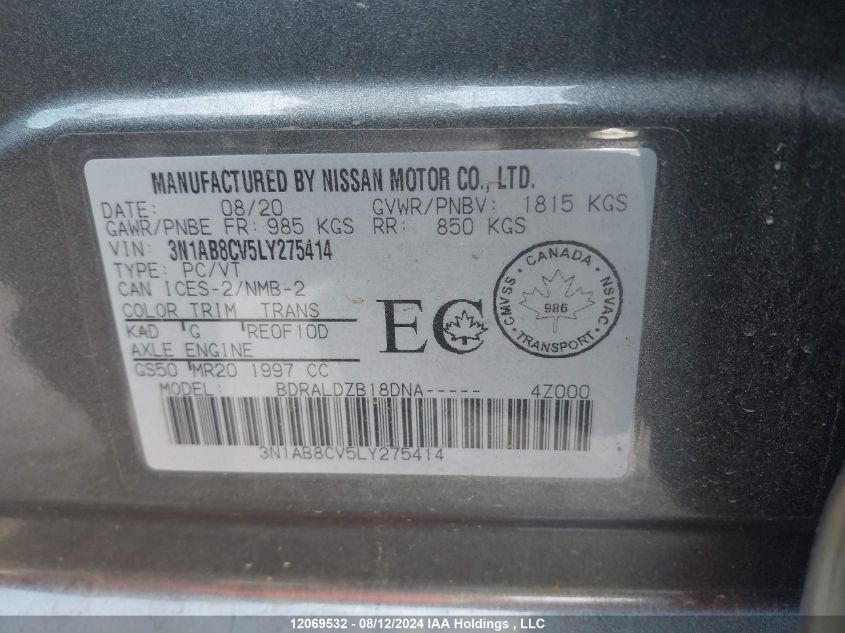 MANUFACTURED BY NISSAN MOTOR CO., LTD.
DATE: 08/20 GVWR/PNBV: 1815 KGS
GAWR/PNBE FR: 985 KGS RR: 850 KGS
VIN: 3N1AB8CV5LY275414
TYPE: PC/VT
CAN ICES-2/NMB-2
COLOR TRIM TRANS
KAD G RE0F10D
AXLE ENGINE
GS50 MR20 1997 CC
MODEL: BDRALDZB18DNA----- 4Z000
3N1AB8CV5LY275414
EC
CANADA
CMVSS NSVAC
986
TRANSPORT
12069532 - 08/12/2024 IAA Holdings, LLC